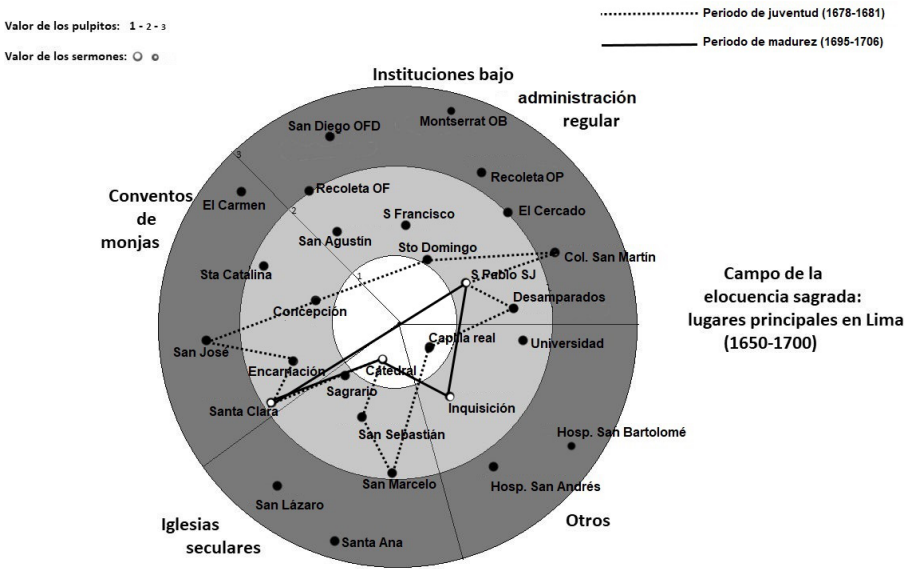 Valor de los pulpitos: 1 - 2 - 3
Valor de los sermones:
Periodo de juventud (1678-1681)
Periodo de madurez (1695-1706)
Instituciones bajo
administración
regular
Montserrat OB
San Diego OFD
Recoleta OP
Recoleta OF
El Cercado
Conventos
de
monjas
El Carmen
3
2
1
S Francisco
San Agustín
Sto Domingo
Col. San Martín
Sta Catalina
S Pablo SJ
Desamparados
Concepción
Campo de la
elocuencia sagrada:
lugares principales en Lima
(1650-1700)
San José
Encarnación
Capilla real
Universidad
Catedral
Sagrario
Santa Clara
Inquisición
San Sebastián
Hosp. San Bartolomé
San Marcelo
Hosp. San Andrés
San Lázaro
Iglesias
seculares
Santa Ana
Otros